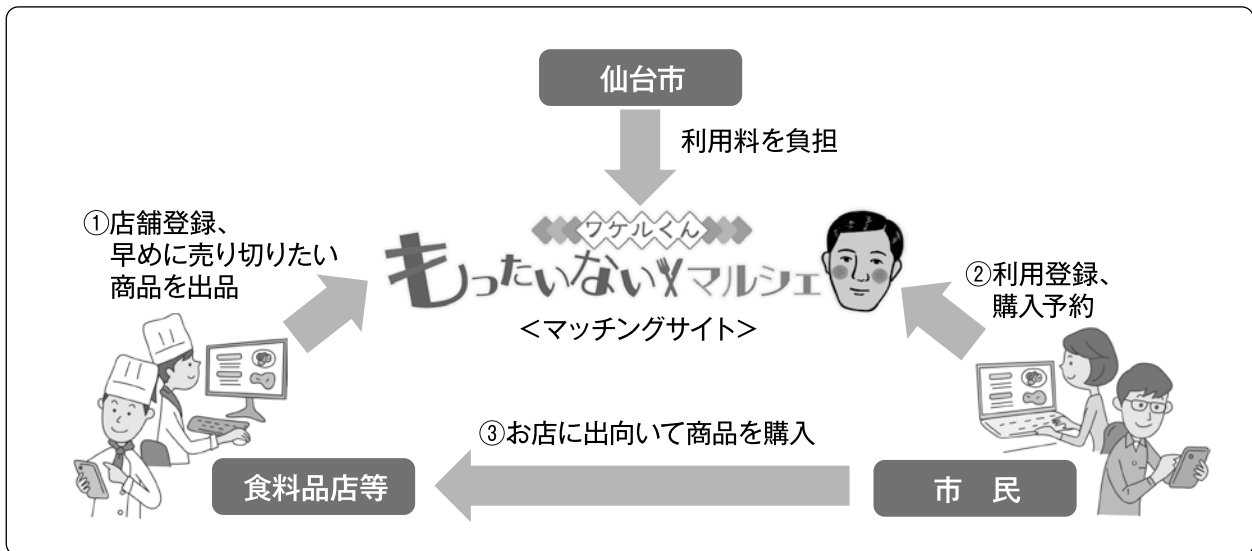 仙台市
利用料を負担
①店舗登録、
早めに売り切りたい
商品を出品
ワケルくん
もったいないマルシェ
＜マッチングサイト＞
②利用登録、
購入予約
③お店に出向いて商品を購入
食料品店等
市　民